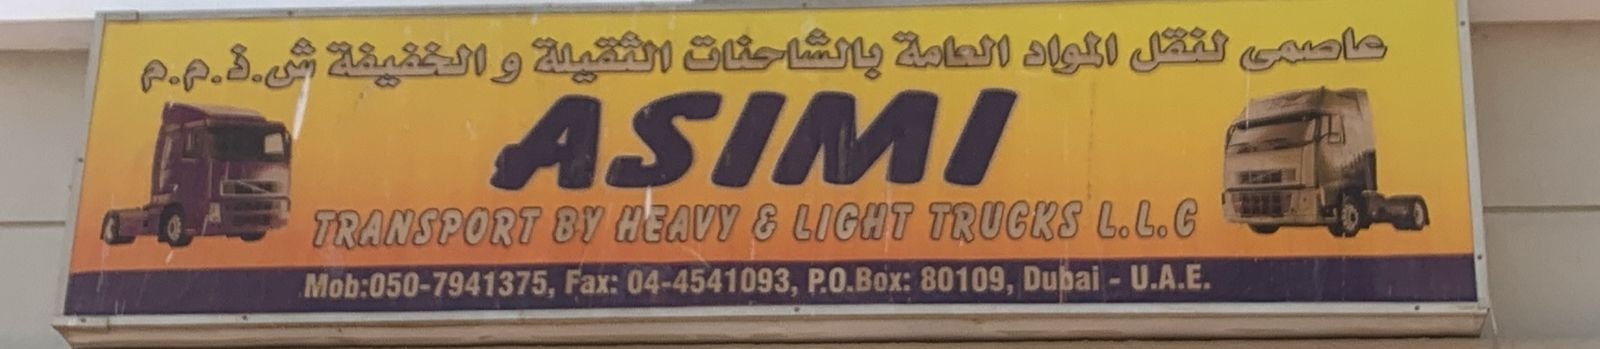 عاصمى لنقل المواد العامة بالشاحنات الثقيلة و الخفيفة ش.ذ.م.م
ASIMI
TRANSPORT BY HEAVY & LIGHT TRUCKS L.L.C
Mob:050-7941375, Fax: 04-4541093, P.O.Box: 80109, Dubai - U.A.E.